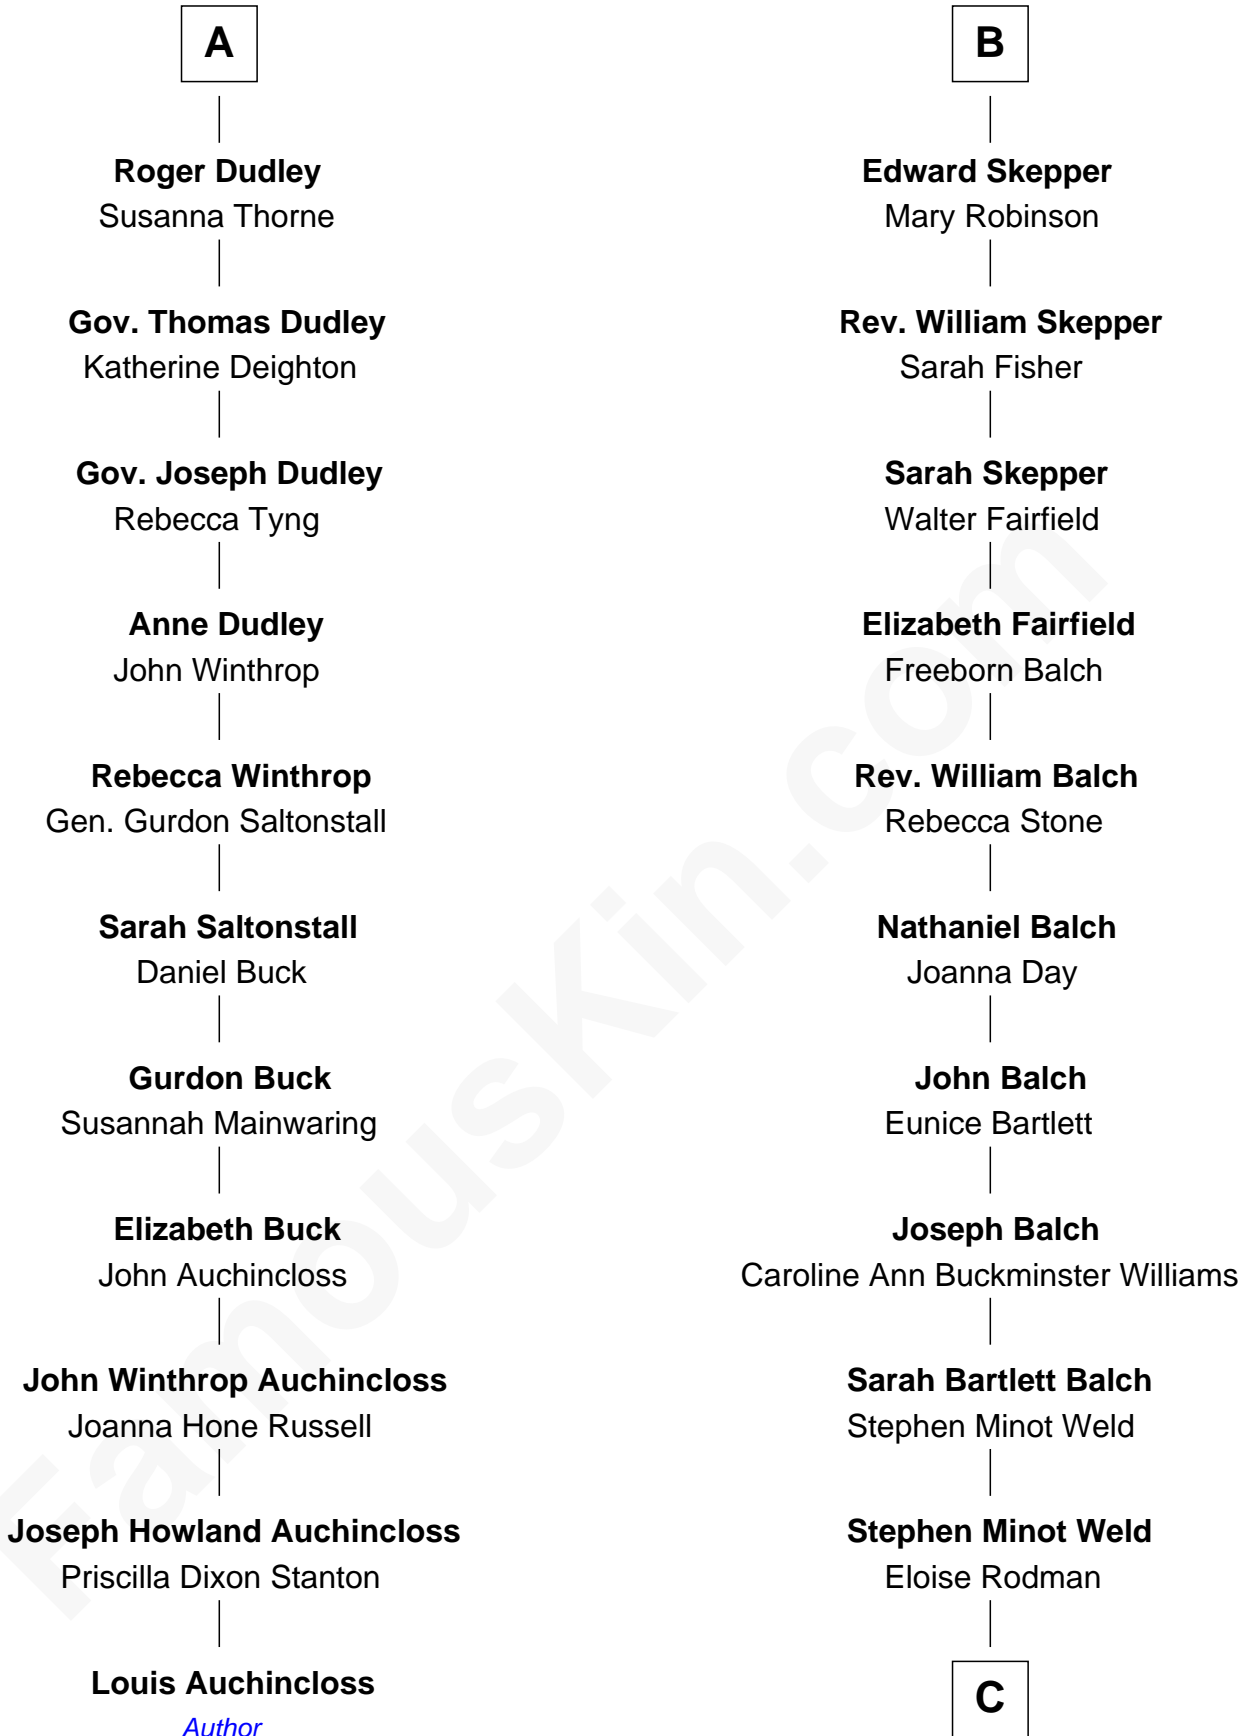 A
Roger Dudley
Susanna Thorne
Gov. Thomas Dudley
Katherine Deighton
Gov. Joseph Dudley
Rebecca Tyng
Anne Dudley
John Winthrop
Rebecca Winthrop
Gen. Gurdon Saltonstall
Sarah Saltonstall
Daniel Buck
Gurdon Buck
Susannah Mainwaring
Elizabeth Buck
John Auchincloss
John Winthrop Auchincloss
Joanna Hone Russell
Joseph Howland Auchincloss
Priscilla Dixon Stanton
Louis Auchincloss
Author
B
Edward Skepper
Mary Robinson
Rev. William Skepper
Sarah Fisher
Sarah Skepper
Walter Fairfield
Elizabeth Fairfield
Freeborn Balch
Rev. William Balch
Rebecca Stone
Nathaniel Balch
Joanna Day
John Balch
Eunice Bartlett
Joseph Balch
Caroline Ann Buckminster Williams
Sarah Bartlett Balch
Stephen Minot Weld
Stephen Minot Weld
Eloise Rodman
C
FamousKin.com